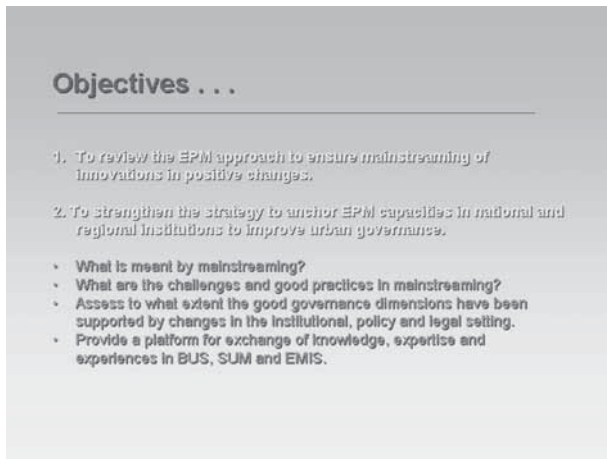 Objectives . . .
1. To review the EPM approach to ensure mainstreaming of
innovations in positive changes.
2. To strengthen the strategy to anchor EPM capacities in national and
regional institutions to improve urban governance.
• What is meant by mainstreaming?
• What are the challenges and good practices in mainstreaming?
• Assess to what extent the good governance dimensions have been
supported by changes in the institutional, policy and legal setting.
• Provide a platform for exchange of knowledge, expertise and
experiences in BUS, SUM and EMIS.